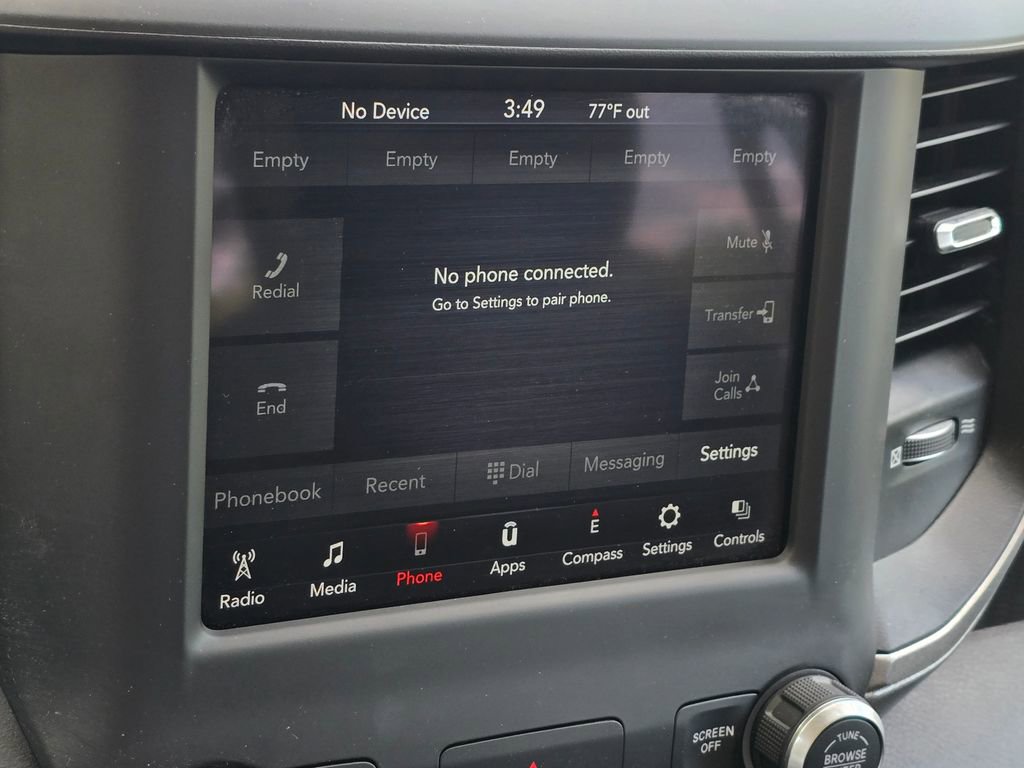 No Device 3:49 77°F out
Empty Empty Empty Empty Empty
Redial
No phone connected.
Go to Settings to pair phone.
Mute
Transfer
Join
Calls
End
Phonebook Recent Dial Messaging Settings
Radio Media Phone Apps E Compass Settings Controls
SCREEN
OFF
TUNE
BROWSE